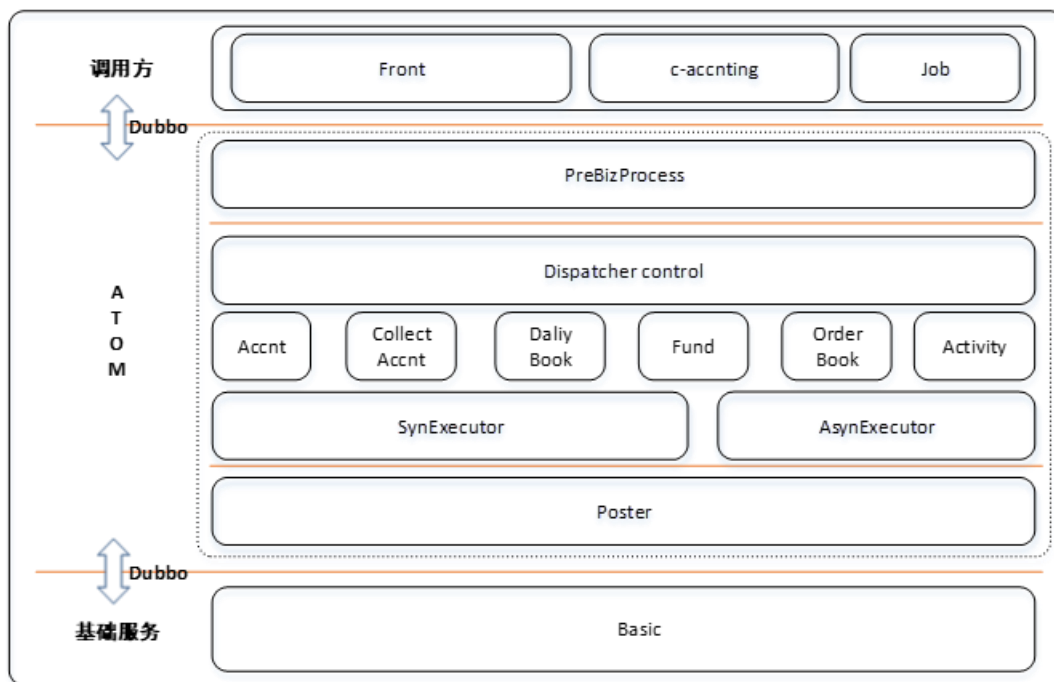 调用方
Front
c-accnting
Job
Dubbo
PreBizProcess
Dispatcher control
A
T
O
M
Accnt
Collect
Accnt
Daliy
Book
Fund
Order
Book
Activity
SynExecutor
AsynExecutor
Poster
Dubbo
基础服务
Basic